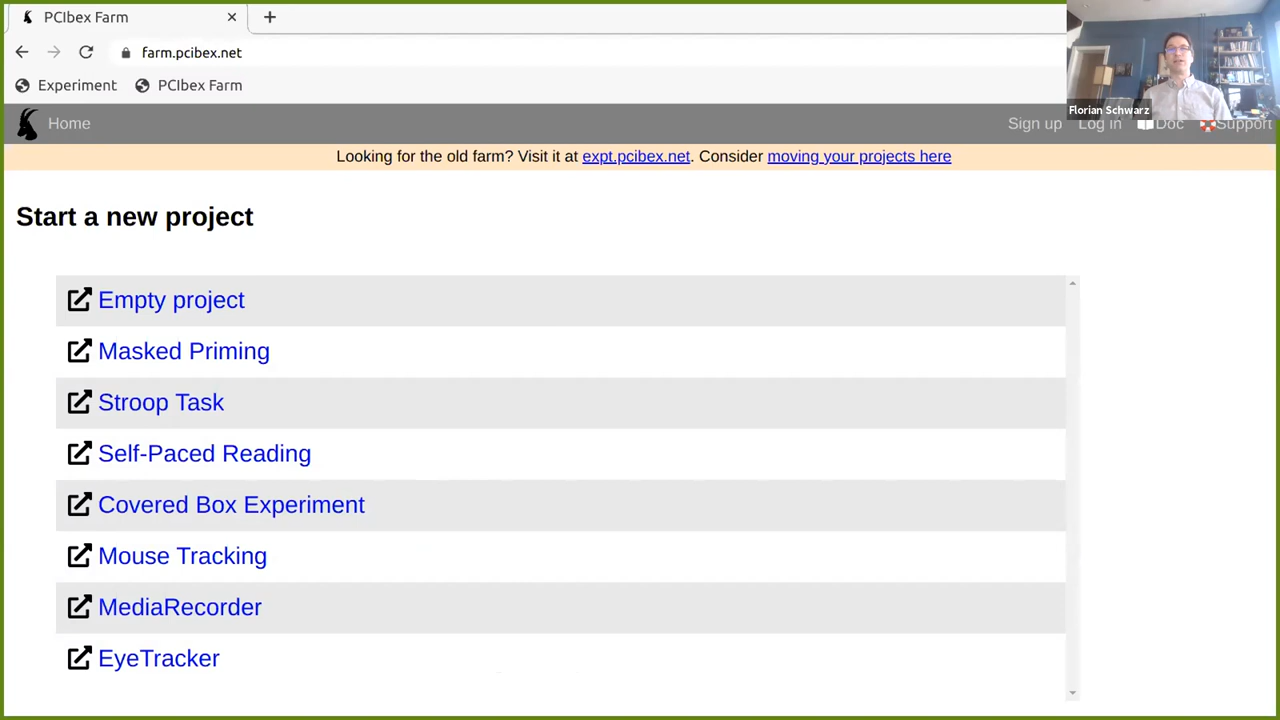 PCIbex Farm
farm.pcibex.net
Experiment PCIbex Farm
Florian Schwarz
Home Sign up Log in Doc Support
Looking for the old farm? Visit it at expt.pcibex.net. Consider moving your projects here
Start a new project
Empty project
Masked Priming
Stroop Task
Self-Paced Reading
Covered Box Experiment
Mouse Tracking
MediaRecorder
EyeTracker